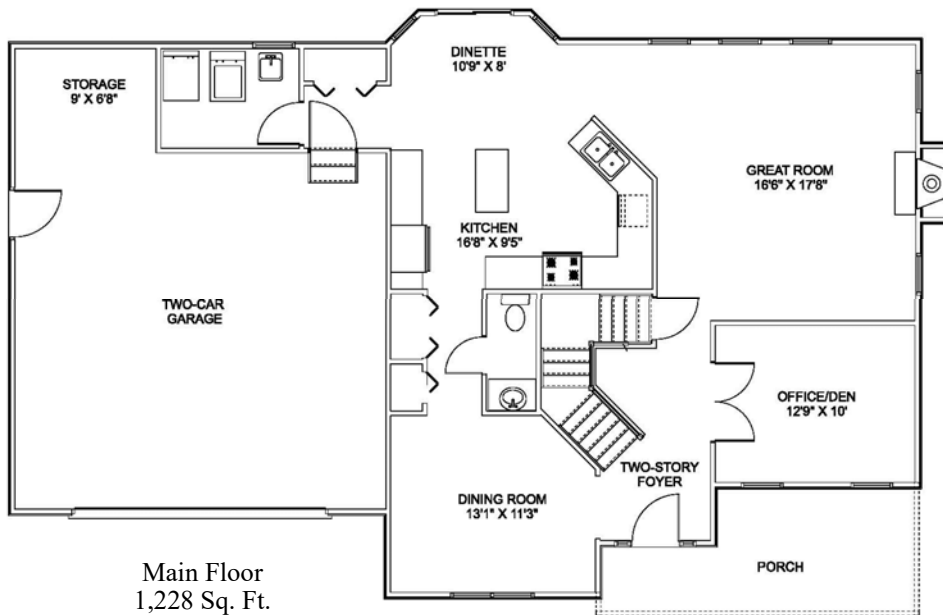 DINETTE
10'9" X 8'
STORAGE
9' X 6'8"
GREAT ROOM
16'6" X 17'8"
KITCHEN
16'8" X 9'5"
TWO-CAR
GARAGE
OFFICE/DEN
12'9" X 10'
TWO-STORY
FOYER
DINING ROOM
13'1" X 11'3"
PORCH
Main Floor
1,228 Sq. Ft.